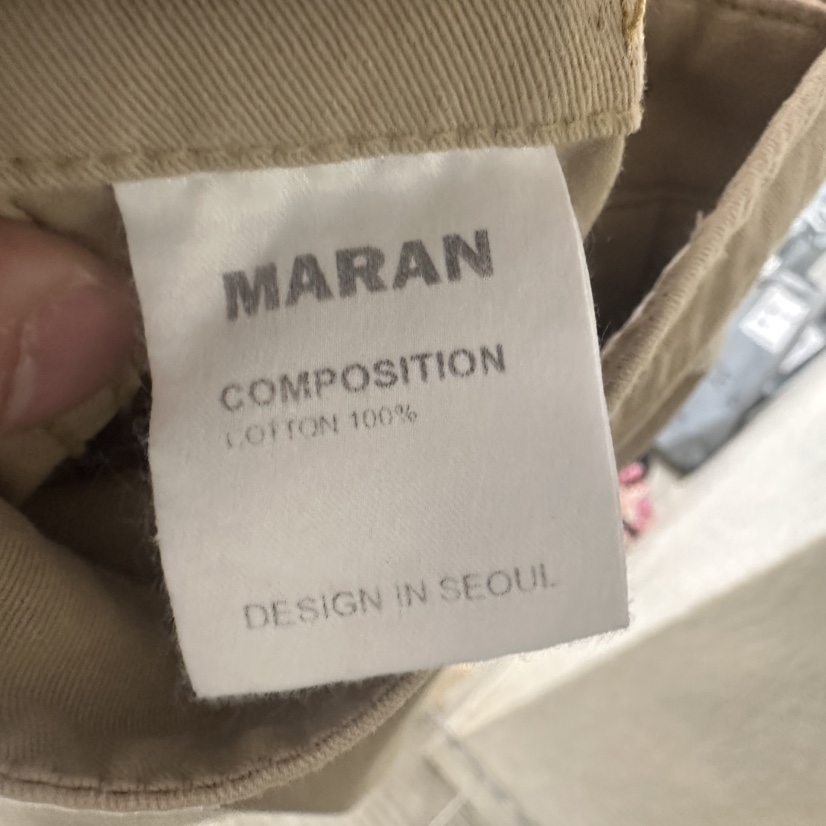 MARAN
COMPOSITION
COTTON 100%
DESIGN IN SEOUL